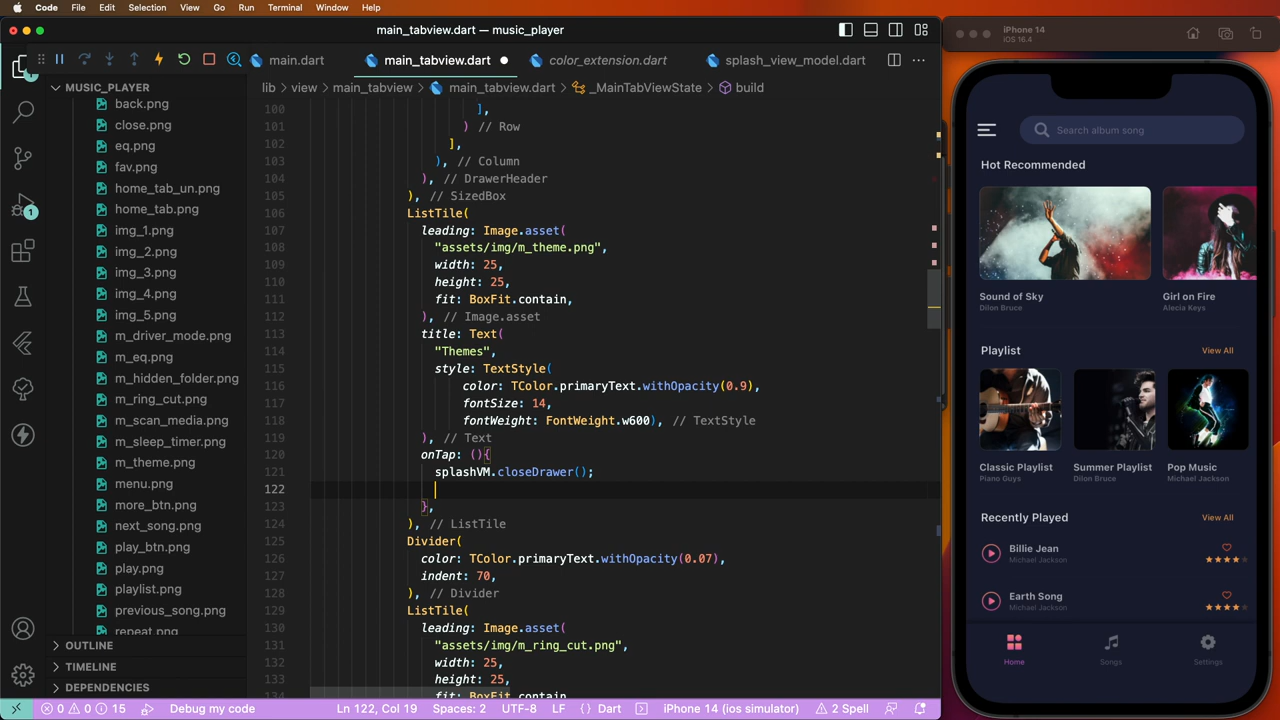 Code File Edit Selection View Go Run Terminal Window Help
main_tabview.dart — music_player
main.dart
main_tabview.dart
color_extension.dart
splash_view_model.dart
lib > view > main_tabview > main_tabview.dart > _MainTabViewState > build
MUSIC_PLAYER
back.png
close.png
eq.png
fav.png
home_tab_un.png
home_tab.png
img_1.png
img_2.png
img_3.png
img_4.png
img_5.png
m_driver_mode.png
m_eq.png
m_hidden_folder.png
m_ring_cut.png
m_scan_media.png
m_sleep_timer.png
m_theme.png
menu.png
more_btn.png
next_song.png
play_btn.png
play.png
playlist.png
previous_song.png
repeat.png
OUTLINE
TIMELINE
DEPENDENCIES
1
1
100 ],
101 ) // Row
102 ],
103 ), // Column
104 ), // DrawerHeader
105 ), // SizedBox
106 ListTile(
107 leading: Image.asset(
108 "assets/img/m_theme.png",
109 width: 25,
110 height: 25,
111 fit: BoxFit.contain,
112 ), // Image.asset
113 title: Text(
114 "Themes",
115 style: TextStyle(
116 color: TColor.primaryText.withOpacity(0.9),
117 fontSize: 14,
118 fontWeight: FontWeight.w600), // TextStyle
119 ), // Text
120 onTap: (){
121 splashVM.closeDrawer();
122
123 },
124 ), // ListTile
125 Divider(
126 color: TColor.primaryText.withOpacity(0.07),
127 indent: 70,
128 ), // Divider
129 ListTile(
130 leading: Image.asset(
131 "assets/img/m_ring_cut.png",
132 width: 25,
133 height: 25,
134 fit: BoxFit.contain
0 0 15 Debug my code Ln 122, Col 19 Spaces: 2 UTF-8 LF {} Dart iPhone 14 (ios simulator) 2 Spell
iPhone 14
iOS 16.4
Search album song
Hot Recommended
Sound of Sky
Dilon Bruce
Girl on Fire
Alecia Keys
Playlist
View All
Classic Playlist
Piano Guys
Summer Playlist
Dilon Bruce
Pop Music
Michael Jackson
Recently Played
View All
Billie Jean
Michael Jackson
Earth Song
Michael Jackson
Home
Songs
Settings